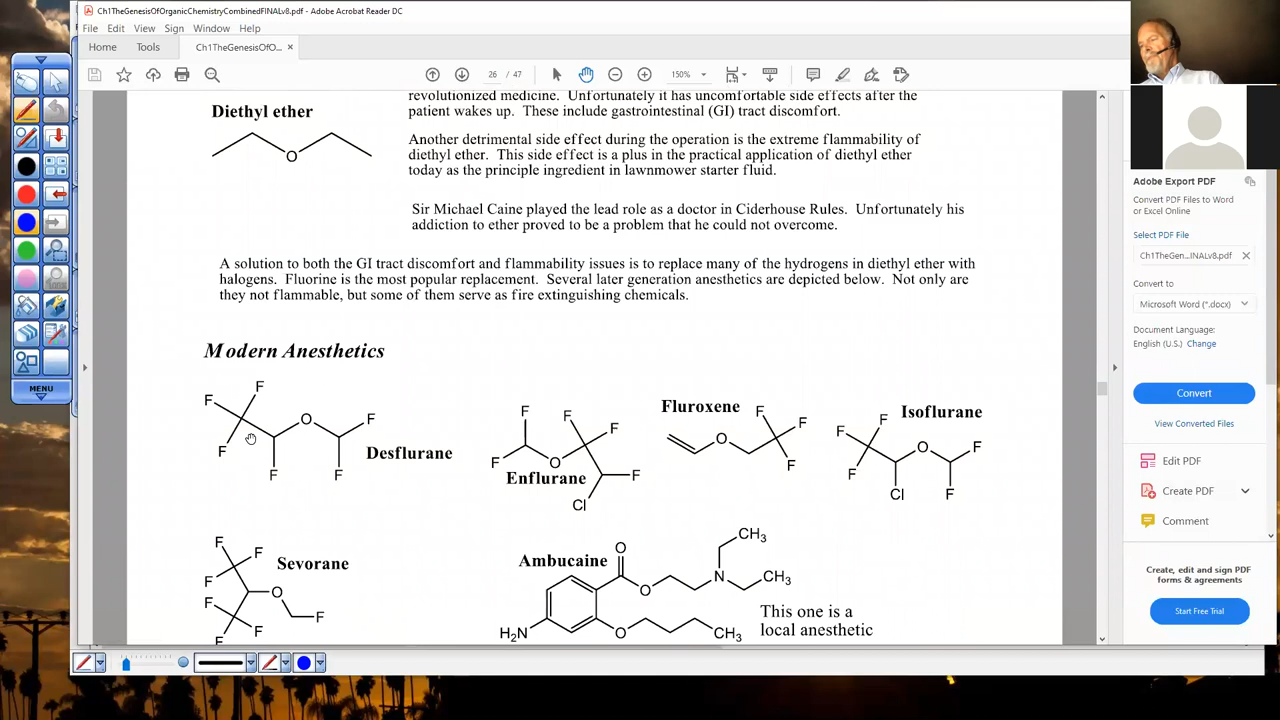 Ch1TheGenesisOfOrganicChemistryCombinedFINALv8.pdf - Adobe Acrobat Reader DC
File Edit View Sign Window Help
Home Tools Ch1TheGenesisOfO... ×
26 / 47 150%
Diethyl ether
O
revolutionized medicine. Unfortunately it has uncomfortable side effects after the
patient wakes up. These include gastrointestinal (GI) tract discomfort.
Another detrimental side effect during the operation is the extreme flammability of
diethyl ether. This side effect is a plus in the practical application of diethyl ether
today as the principle ingredient in lawnmower starter fluid.
Sir Michael Caine played the lead role as a doctor in Ciderhouse Rules. Unfortunately his
addiction to ether proved to be a problem that he could not overcome.
A solution to both the GI tract discomfort and flammability issues is to replace many of the hydrogens in diethyl ether with
halogens. Fluorine is the most popular replacement. Several later generation anesthetics are depicted below. Not only are
they not flammable, but some of them serve as fire extinguishing chemicals.
Modern Anesthetics
F F F O F F F
Desflurane
F F F F O F Cl
Enflurane
Fluroxene
O F F F
Isoflurane
F F F O F Cl F
F F F O F F F
Sevorane
Ambucaine
O O N CH3 CH3 H2N O CH3
This one is a
local anesthetic
MENU
Adobe Export PDF
Convert PDF Files to Word
or Excel Online
Select PDF File
Ch1TheGen...ALv8.pdf ×
Convert to
Microsoft Word (*.docx)
Document Language:
English (U.S.) Change
Convert
View Converted Files
Edit PDF
Create PDF
Comment
Create, edit and sign PDF
forms & agreements
Start Free Trial